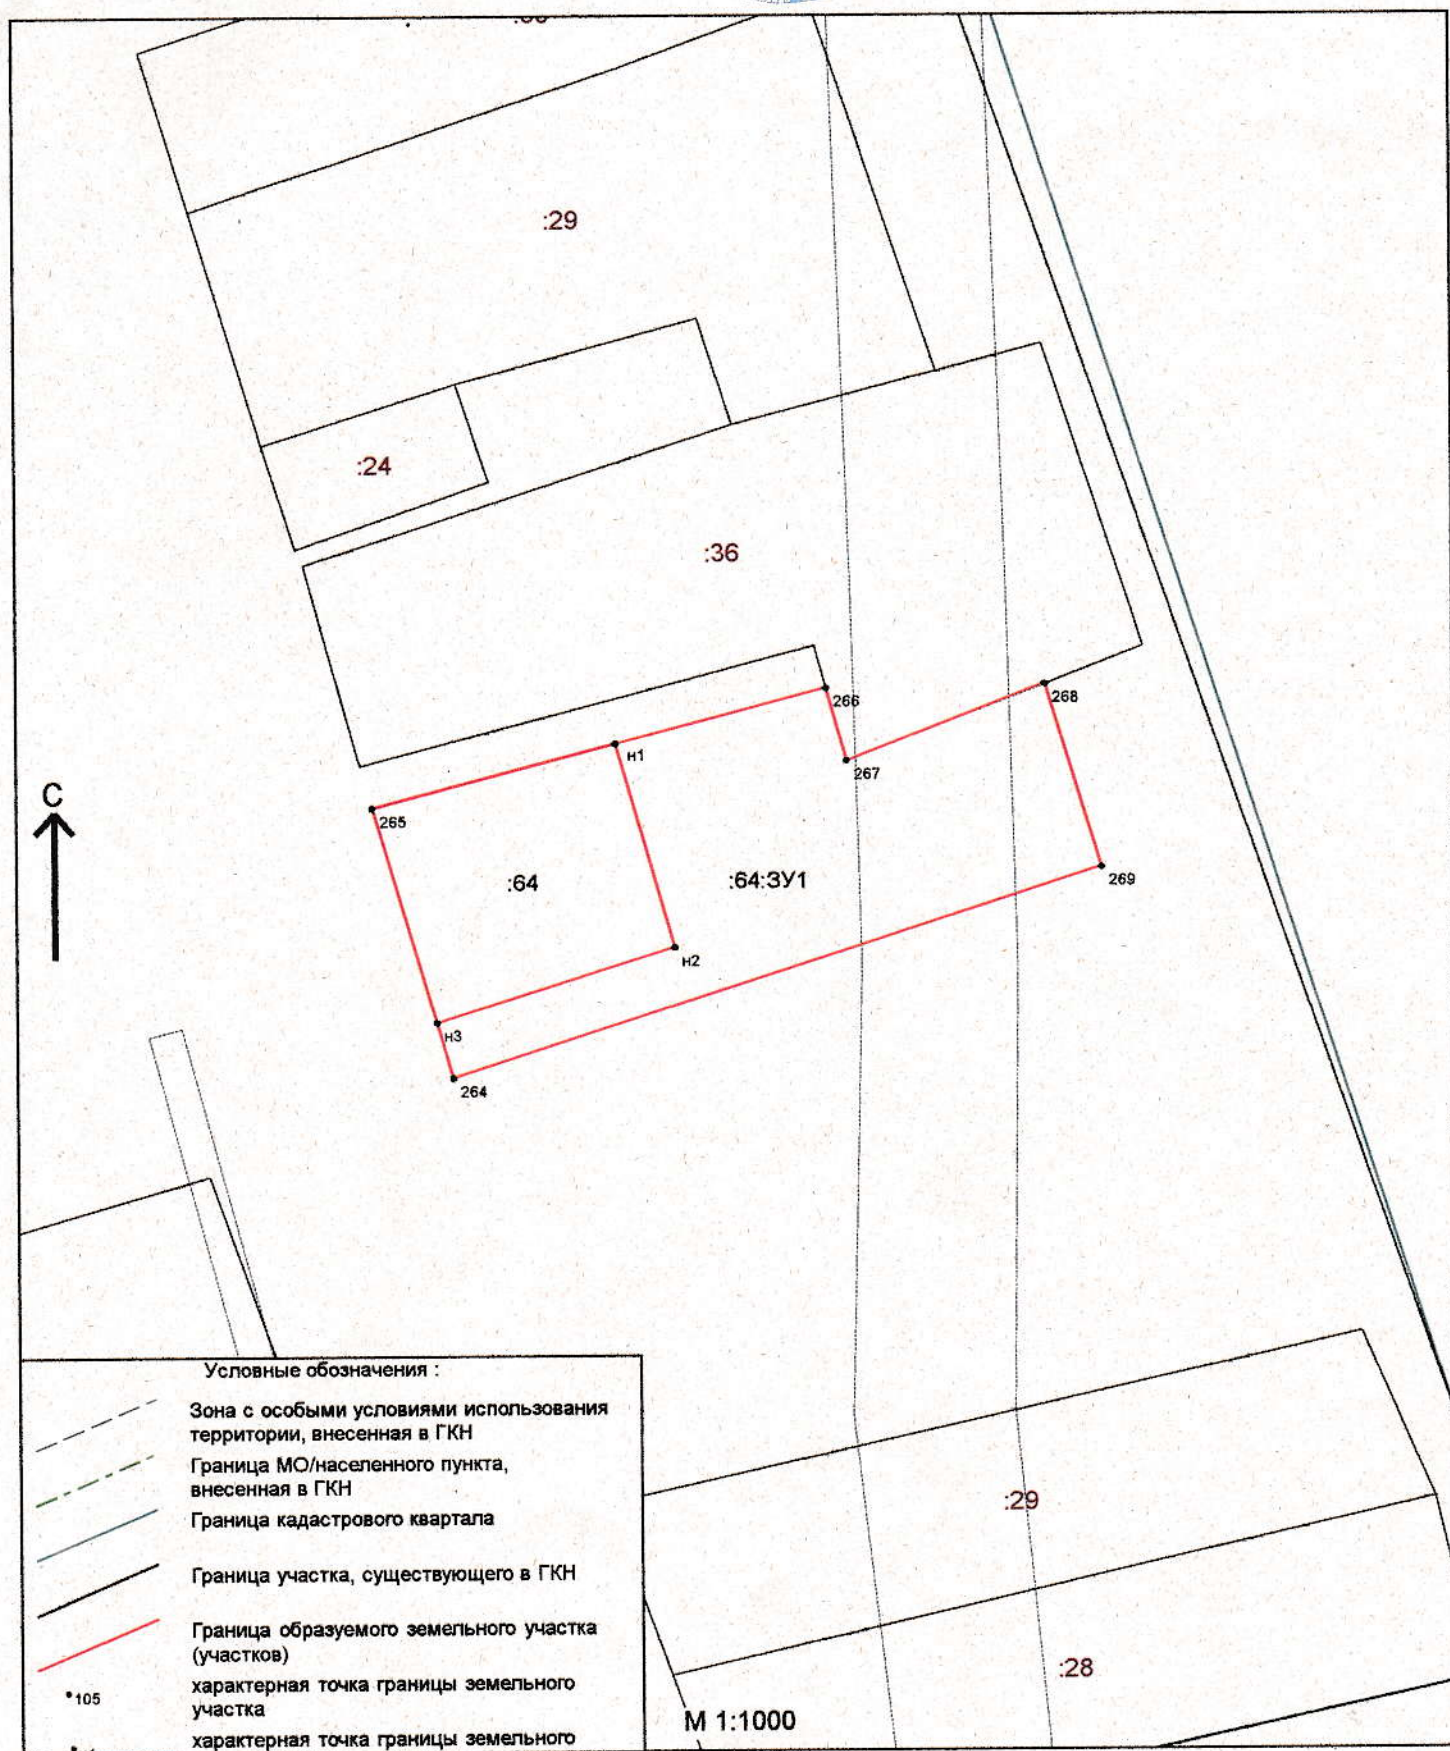 :29
:24
:36
266
268
н1
267
265
С
:64
:64:ЗУ1
269
н2
н3
264
Условные обозначения :
Зона с особыми условиями использования
территории, внесенная в ГКН
Граница МО/населенного пункта,
внесенная в ГКН
Граница кадастрового квартала
Граница участка, существующего в ГКН
Граница образуемого земельного участка
(участков)
105
характерная точка границы земельного
участка
характерная точка границы земельного
:29
:28
М 1:1000